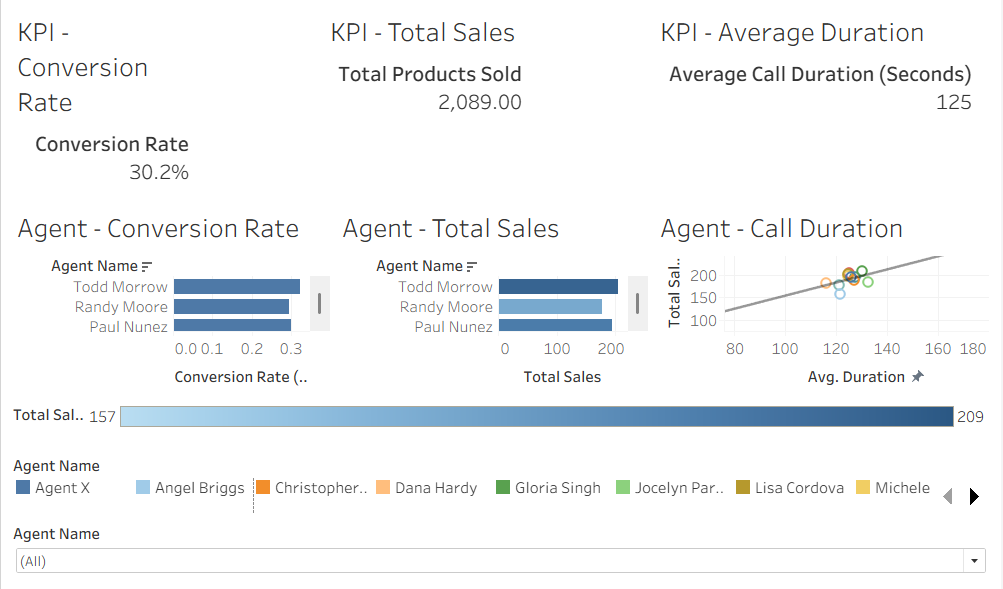 KPI -
Conversion
Rate
Conversion Rate
30.2%
KPI - Total Sales
Total Products Sold
2,089.00
KPI - Average Duration
Average Call Duration (Seconds)
125
Agent - Conversion Rate
Agent Name
Todd Morrow
Randy Moore
Paul Nunez
0.0 0.1 0.2 0.3
Conversion Rate (..
Agent - Total Sales
Agent Name
Todd Morrow
Randy Moore
Paul Nunez
0 100 200
Total Sales
Agent - Call Duration
Total Sal..
200
150
100
80 100 120 140 160 180
Avg. Duration
Total Sal.. 157 209
Agent Name
Agent X Angel Briggs Christopher.. Dana Hardy Gloria Singh Jocelyn Par.. Lisa Cordova Michele
Agent Name
(All)